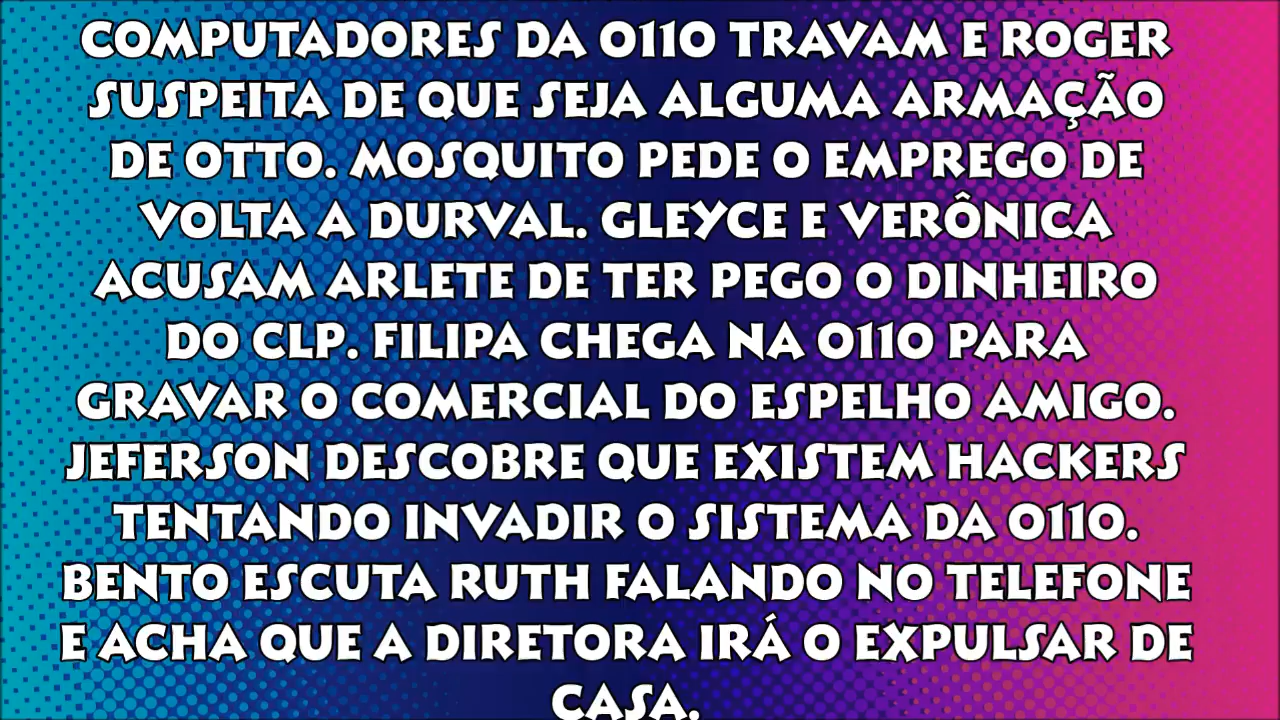 COMPUTADORES DA 0110 TRAVAM E ROGER
SUSPEITA DE QUE SEJA ALGUMA ARMAÇÃO
DE OTTO. MOSQUITO PEDE O EMPREGO DE
VOLTA A DURVAL. GLEYCE E VERÔNICA
ACUSAM ARLETE DE TER PEGO O DINHEIRO
DO CLP. FILIPA CHEGA NA 0110 PARA
GRAVAR O COMERCIAL DO ESPELHO AMIGO.
JEFERSON DESCOBRE QUE EXISTEM HACKERS
TENTANDO INVADIR O SISTEMA DA 0110.
BENTO ESCUTA RUTH FALANDO NO TELEFONE
E ACHA QUE A DIRETORA IRÁ O EXPULSAR DE
CASA.